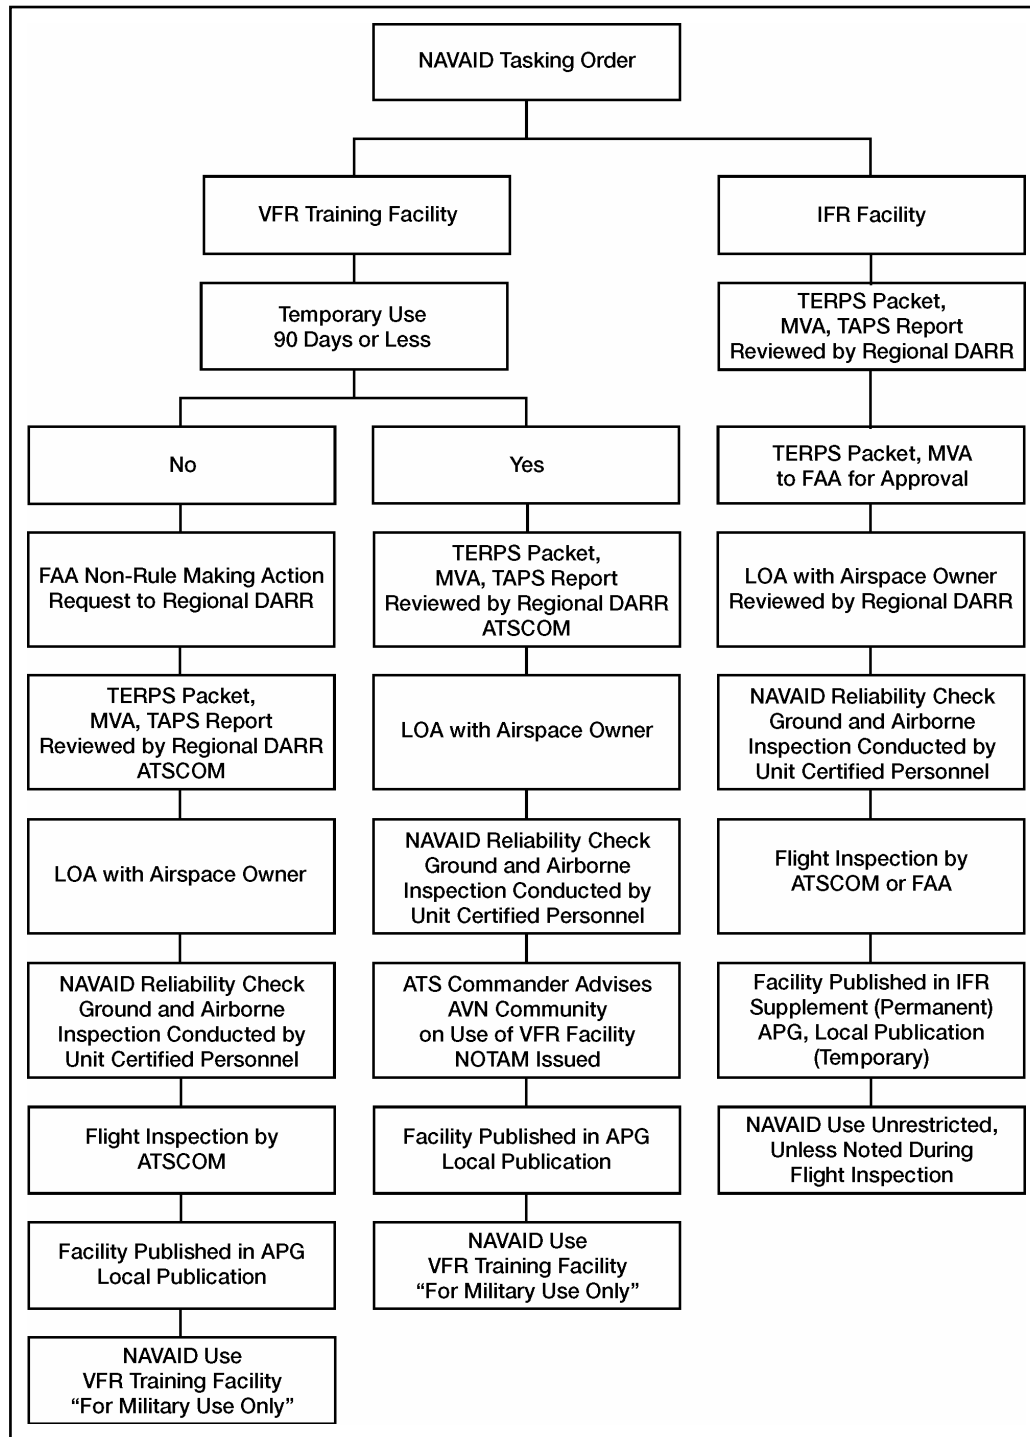 NAVAID Tasking Order
VFR Training Facility
IFR Facility
Temporary Use
90 Days or Less
TERPS Packet,
MVA, TAPS Report
Reviewed by Regional DARR
No
Yes
TERPS Packet, MVA
to FAA for Approval
FAA Non-Rule Making Action
Request to Regional DARR
TERPS Packet,
MVA, TAPS Report
Reviewed by Regional DARR
ATSCOM
LOA with Airspace Owner
Reviewed by Regional DARR
TERPS Packet,
MVA, TAPS Report
Reviewed by Regional DARR
ATSCOM
LOA with Airspace Owner
NAVAID Reliability Check
Ground and Airborne
Inspection Conducted by
Unit Certified Personnel
LOA with Airspace Owner
NAVAID Reliability Check
Ground and Airborne
Inspection Conducted by
Unit Certified Personnel
Flight Inspection by
ATSCOM or FAA
NAVAID Reliability Check
Ground and Airborne
Inspection Conducted by
Unit Certified Personnel
ATS Commander Advises
AVN Community
on Use of VFR Facility
NOTAM Issued
Facility Published in IFR
Supplement (Permanent)
APG, Local Publication
(Temporary)
Flight Inspection by
ATSCOM
Facility Published in APG
Local Publication
NAVAID Use Unrestricted,
Unless Noted During
Flight Inspection
Facility Published in APG
Local Publication
NAVAID Use
VFR Training Facility
“For Military Use Only”
NAVAID Use
VFR Training Facility
“For Military Use Only”